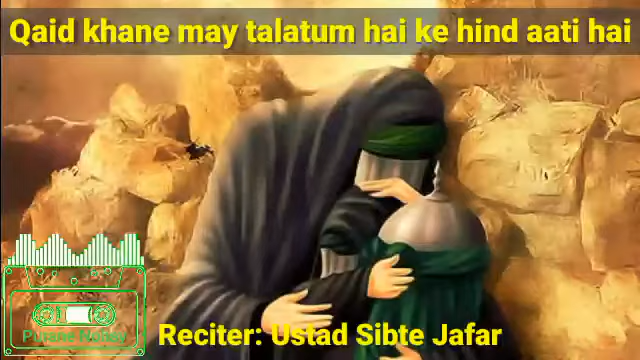 Qaid khane may talatum hai ke hind aati hai
Purane Nohay
Reciter: Ustad Sibte Jafar